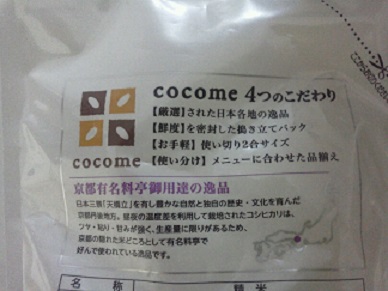 cocome 4つのこだわり
【厳選】された日本各地の逸品
【鮮度】を密封した挽き立てパック
【お手軽】使い切り2合サイズ
【使い分け】メニューに合わせた品揃え
cocome
京都有名料亭御用達の逸品
日本三景「天橋立」を有し豊かな自然と独自の歴史・文化を育んだ
京都丹後地方。昼夜の温度差を利用して栽培されたコシヒカリは、
ツヤ・粘り・甘みが強く、生産量に限りがあるため、
京都の隠れた米どころとして有名料亭で
好んで使われている逸品です。
名 称
精 米